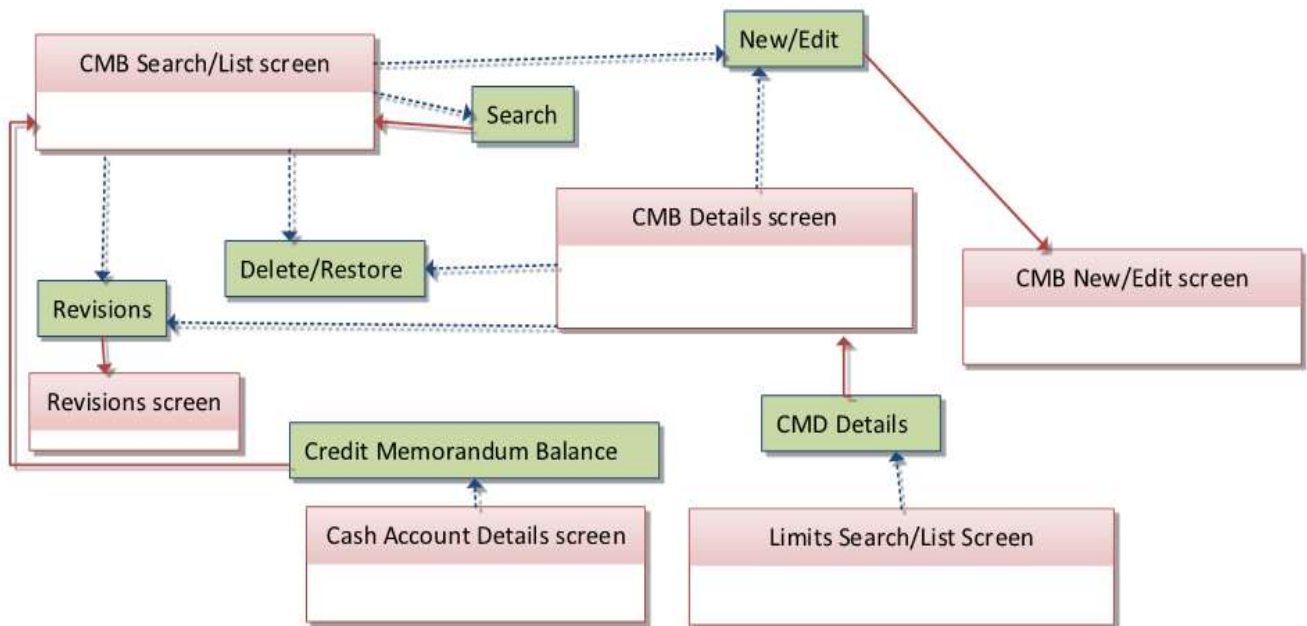 New/Edit
CMB Search/List screen
Search
CMB Details screen
Delete/Restore
CMB New/Edit screen
Revisions
Revisions screen
CMD Details
Credit Memorandum Balance
Cash Account Details screen
Limits Search/List Screen